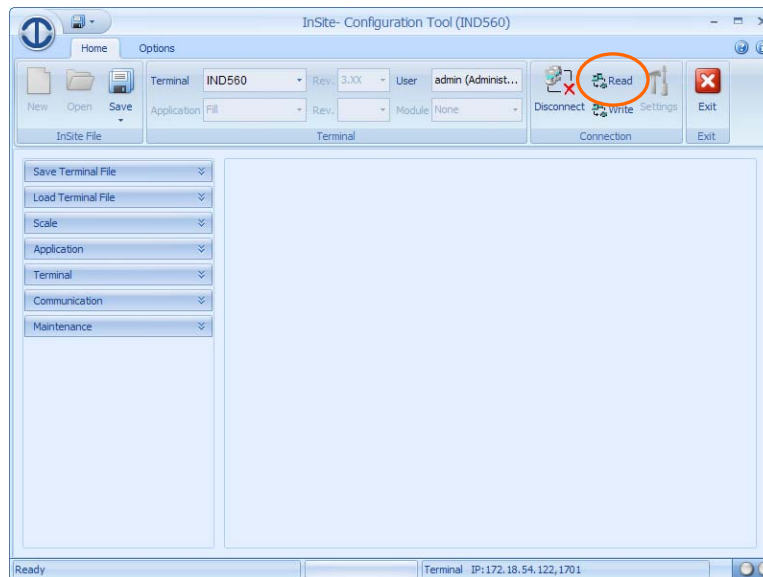 InSite- Configuration Tool (IND560)
Home Options
Terminal IND560 Rev. 3.XX User admin (Administ...
Application Fill Rev. Module None
New Open Save
Disconnect Read Write Settings
Exit
InSite File Terminal Connection Exit
Save Terminal File
Load Terminal File
Scale
Application
Terminal
Communication
Maintenance
Ready Terminal IP:172.18.54.122,1701